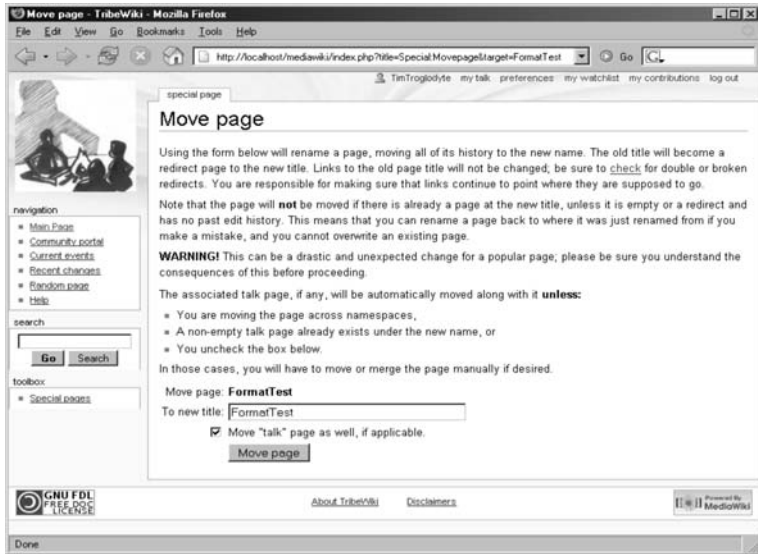 Move page - TribeWiki - Mozilla Firefox
File Edit View Go Bookmarks Tools Help
http://localhost/mediawiki/index.php?title=Special:Movepage&target=FormatTest Go
TimTroglodyte my talk preferences my watchlist my contributions log out
special page
Move page
Using the form below will rename a page, moving all of its history to the new name. The old title will become a
redirect page to the new title. Links to the old page title will not be changed; be sure to check for double or broken
redirects. You are responsible for making sure that links continue to point where they are supposed to go.
Note that the page will not be moved if there is already a page at the new title, unless it is empty or a redirect and
has no past edit history. This means that you can rename a page back to where it was just renamed from if you
make a mistake, and you cannot overwrite an existing page.
WARNING! This can be a drastic and unexpected change for a popular page; please be sure you understand the
consequences of this before proceeding.
The associated talk page, if any, will be automatically moved along with it unless:
You are moving the page across namespaces,
A non-empty talk page already exists under the new name, or
You uncheck the box below.
In those cases, you will have to move or merge the page manually if desired.
Move page: FormatTest
To new title: FormatTest
Move "talk" page as well, if applicable.
Move page
navigation
Main Page
Community portal
Current events
Recent changes
Random page
Help
search
Go Search
toolbox
Special pages
GNU FDL
FREE DOC
LICENSE
About TribeWiki Disclaimers
Powered By
MediaWiki
Done